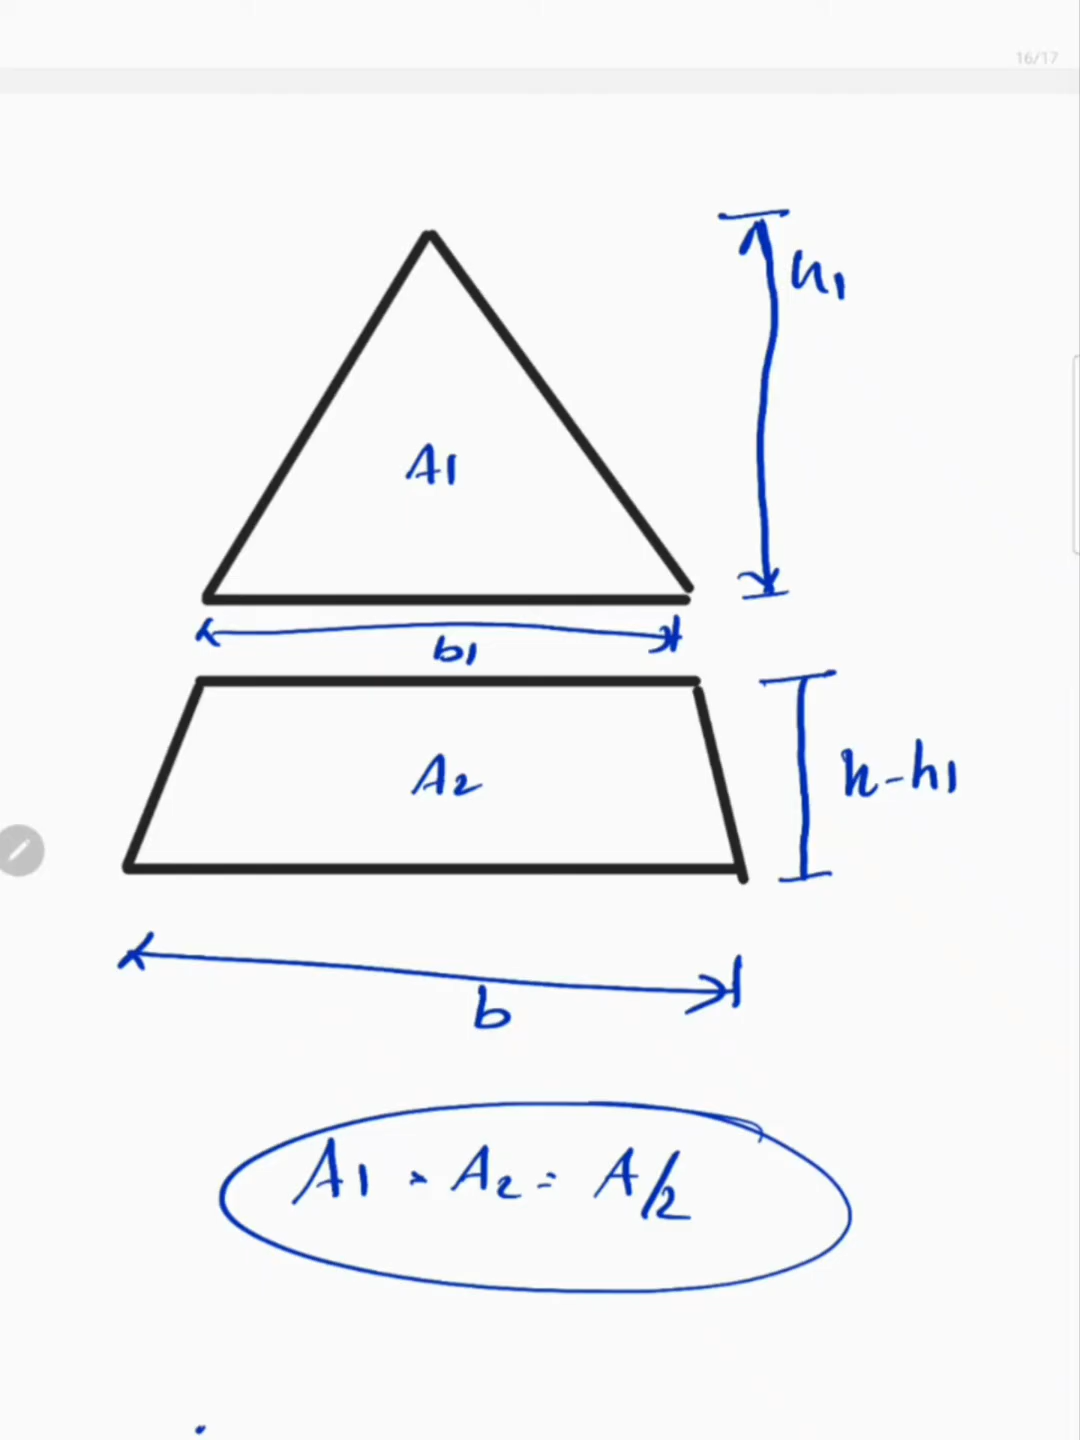 16/17
h1
A1
b1
A2
h-h1
b
A1 = A2 = A/2